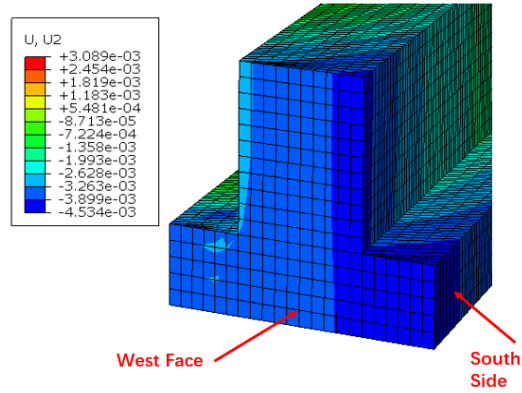 U, U2
+3.089e-03
+2.454e-03
+1.819e-03
+1.183e-03
+5.481e-04
-8.713e-05
-7.224e-04
-1.358e-03
-1.993e-03
-2.628e-03
-3.263e-03
-3.899e-03
-4.534e-03
West Face
South
Side